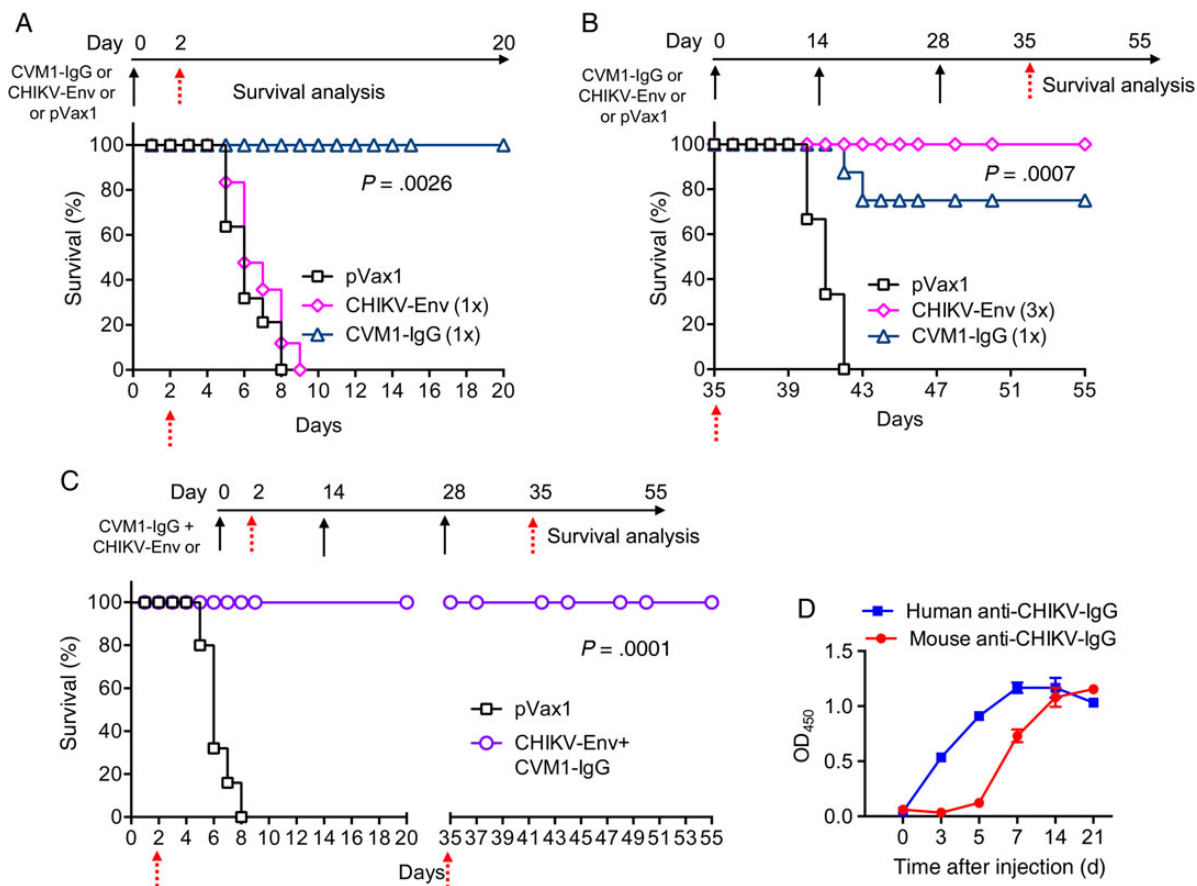 A
Day 0 2 20
CVM1-IgG or
CHIKV-Env or
or pVax1
Survival analysis
100
80
60
40
20
0
Survival (%)
P = .0026
pVax1
CHIKV-Env (1x)
CVM1-IgG (1x)
0 2 4 6 8 10 12 14 16 18 20
Days
B
Day 0 14 28 35 55
CVM1-IgG or
CHIKV-Env or
or pVax1
Survival analysis
100
80
60
40
20
0
Survival (%)
P = .0007
pVax1
CHIKV-Env (3x)
CVM1-IgG (1x)
35 39 43 47 51 55
Days
C
Day 0 2 14 28 35 55
CVM1-IgG +
CHIKV-Env or
Survival analysis
100
80
60
40
20
0
Survival (%)
P = .0001
pVax1
CHIKV-Env+
CVM1-IgG
0 2 4 6 8 10 12 14 16 18 20 35 37 39 41 43 45 47 49 51 53 55
Days
D
Human anti-CHIKV-IgG
Mouse anti-CHIKV-IgG
1.5
1.0
0.5
0.0
OD450
0 3 5 7 14 21
Time after injection (d)